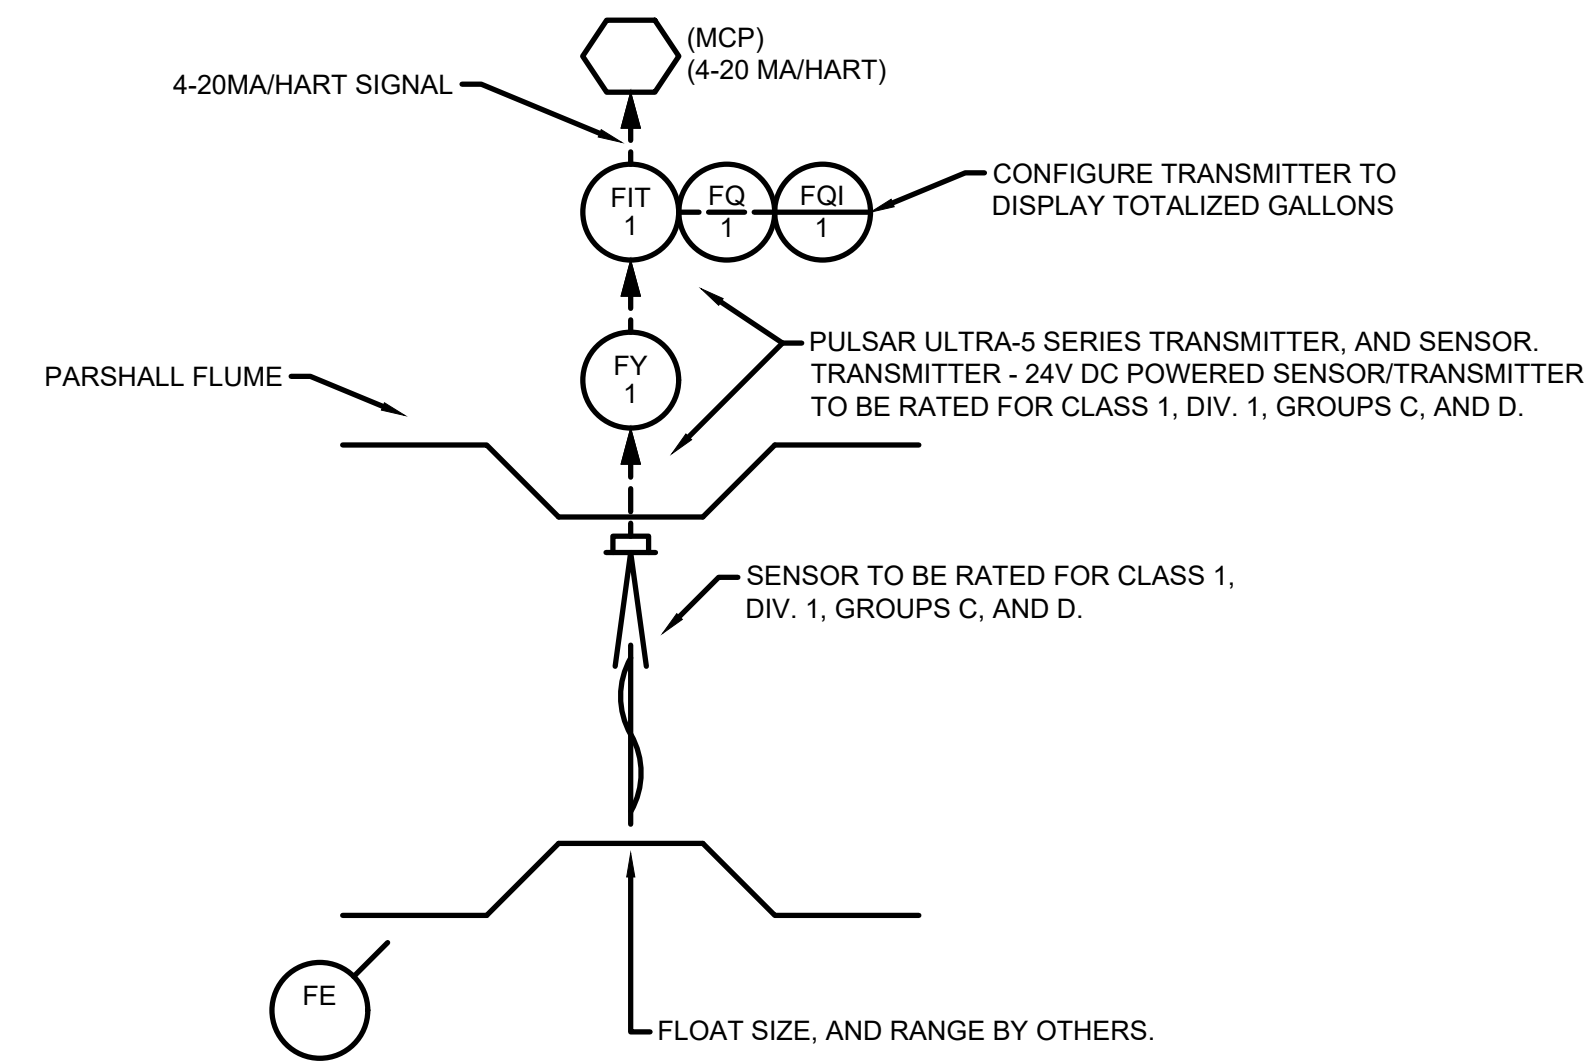 (MCP)
(4-20 MA/HART)
4-20MA/HART SIGNAL
FIT
1
FQ
1
FQI
1
CONFIGURE TRANSMITTER TO
DISPLAY TOTALIZED GALLONS
FY
1
PULSAR ULTRA-5 SERIES TRANSMITTER, AND SENSOR.
TRANSMITTER - 24V DC POWERED SENSOR/TRANSMITTER
TO BE RATED FOR CLASS 1, DIV. 1, GROUPS C, AND D.
PARSHALL FLUME
SENSOR TO BE RATED FOR CLASS 1,
DIV. 1, GROUPS C, AND D.
FE
FLOAT SIZE, AND RANGE BY OTHERS.